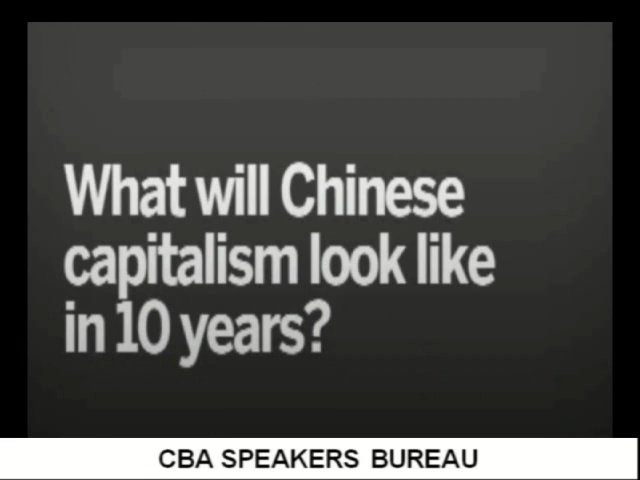 What will Chinese
capitalism look like
in 10 years?
CBA SPEAKERS BUREAU